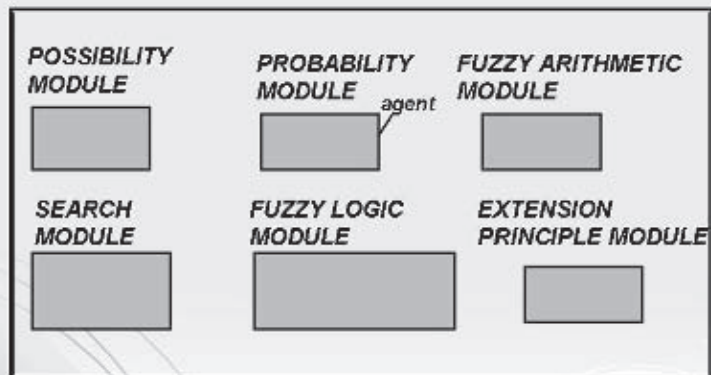 POSSIBILITY
MODULE
PROBABILITY
MODULE
agent
FUZZY ARITHMETIC
MODULE
SEARCH
MODULE
FUZZY LOGIC
MODULE
EXTENSION
PRINCIPLE MODULE